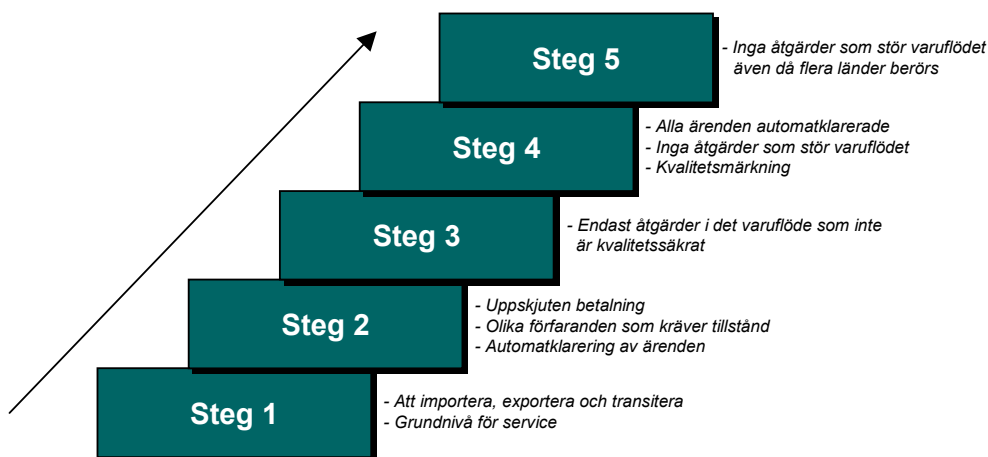 Steg 5
- Inga åtgärder som stör varuflödet
även då flera länder berörs
Steg 4
- Alla ärenden automatklarerade
- Inga åtgärder som stör varuflödet
- Kvalitetsmärkning
Steg 3
- Endast åtgärder i det varuflöde som inte
är kvalitetssäkrat
Steg 2
- Uppskjuten betalning
- Olika förfaranden som kräver tillstånd
- Automatklarering av ärenden
Steg 1
- Att importera, exportera och transitera
- Grundnivå för service